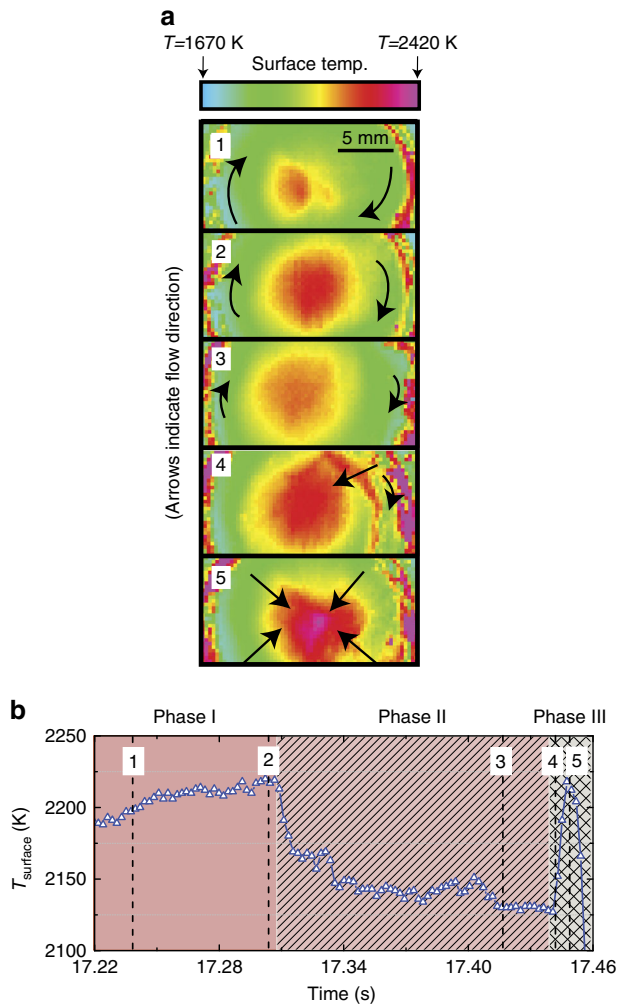 a
T=1670 K T=2420 K
Surface temp.
1
5 mm
2
3
4
5
(Arrows indicate flow direction)
b
Phase I Phase II Phase III
2250
2200
2150
2100
T surface (K)
1 2 3 4 5
17.22 17.28 17.34 17.40 17.46
Time (s)